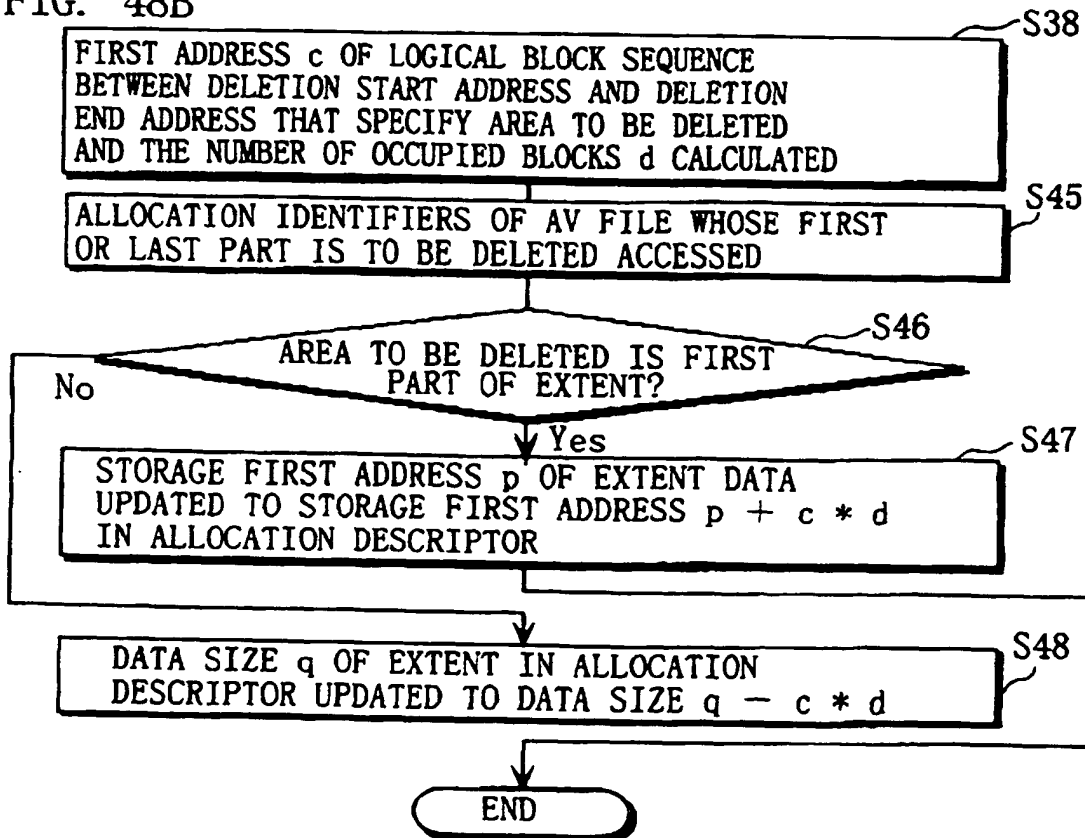 FIG. 48B
S38
FIRST ADDRESS c OF LOGICAL BLOCK SEQUENCE
BETWEEN DELETION START ADDRESS AND DELETION
END ADDRESS THAT SPECIFY AREA TO BE DELETED
AND THE NUMBER OF OCCUPIED BLOCKS d CALCULATED
S45
ALLOCATION IDENTIFIERS OF AV FILE WHOSE FIRST
OR LAST PART IS TO BE DELETED ACCESSED
S46
AREA TO BE DELETED IS FIRST
PART OF EXTENT?
No
Yes
S47
STORAGE FIRST ADDRESS p OF EXTENT DATA
UPDATED TO STORAGE FIRST ADDRESS p + c * d
IN ALLOCATION DESCRIPTOR
S48
DATA SIZE q OF EXTENT IN ALLOCATION
DESCRIPTOR UPDATED TO DATA SIZE q − c * d
END